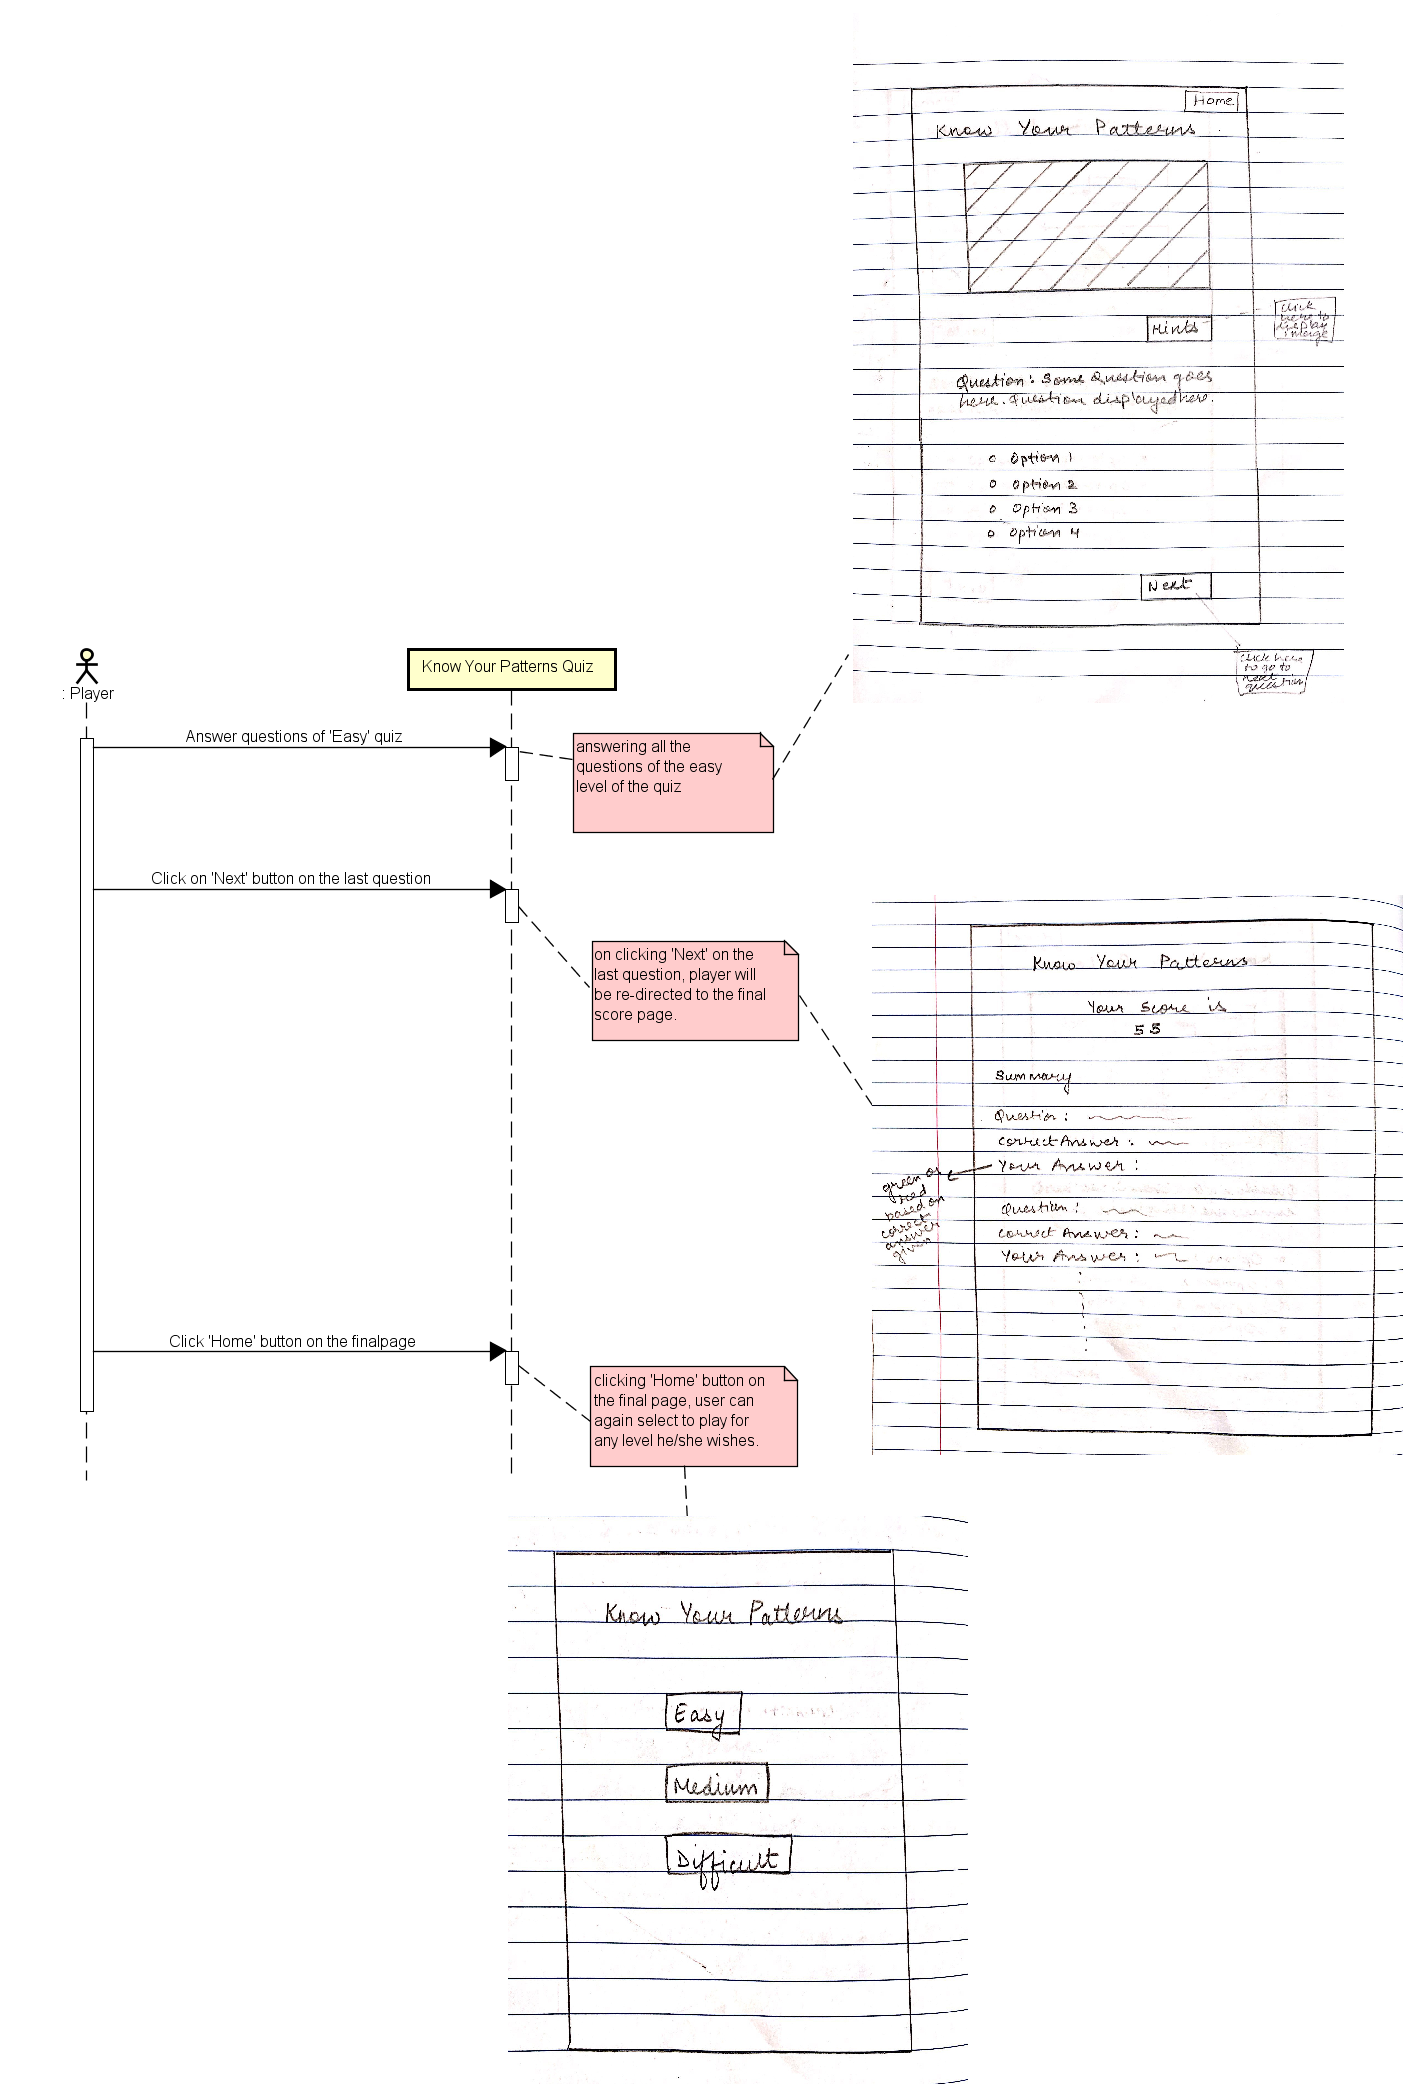 Home
Know Your Patterns
Hints
Click
here to
display
image
Question: Some Question goes
here. Question displayed here.
Option 1
Option 2
Option 3
Option 4
Next
Click here
to go to
next
question
: Player
Know Your Patterns Quiz
Answer questions of 'Easy' quiz
answering all the
questions of the easy
level of the quiz
Click on 'Next' button on the last question
on clicking 'Next' on the
last question, player will
be re-directed to the final
score page.
Know Your Patterns
Your Score is
55
Summary
Question :
Correct Answer :
Your Answer :
green or
red
based on
correct
answer
given
Question :
Correct Answer :
Your Answer :
Click 'Home' button on the finalpage
clicking 'Home' button on
the final page, user can
again select to play for
any level he/she wishes.
Know Your Patterns
Easy
Medium
Difficult